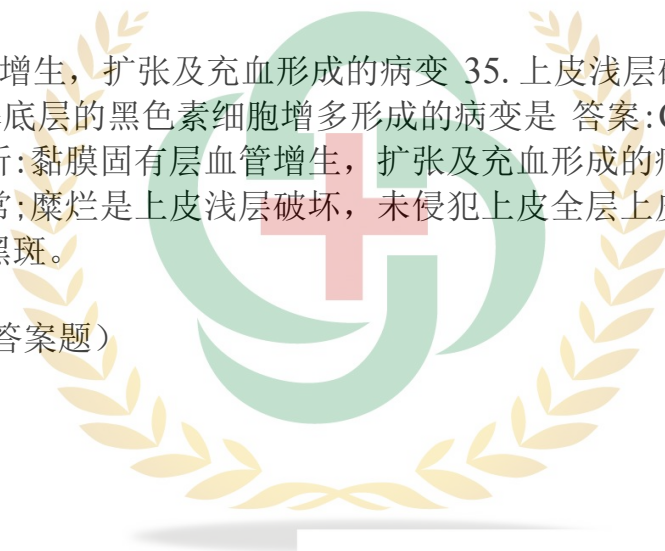 增生，扩张及充血形成的病变 35.上皮浅层
底层的黑色素细胞增多形成的病变是 答案:
:黏膜固有层血管增生，扩张及充血形成的
常;糜烂是上皮浅层破坏，未侵犯上皮全层上
黑斑。
答案题）